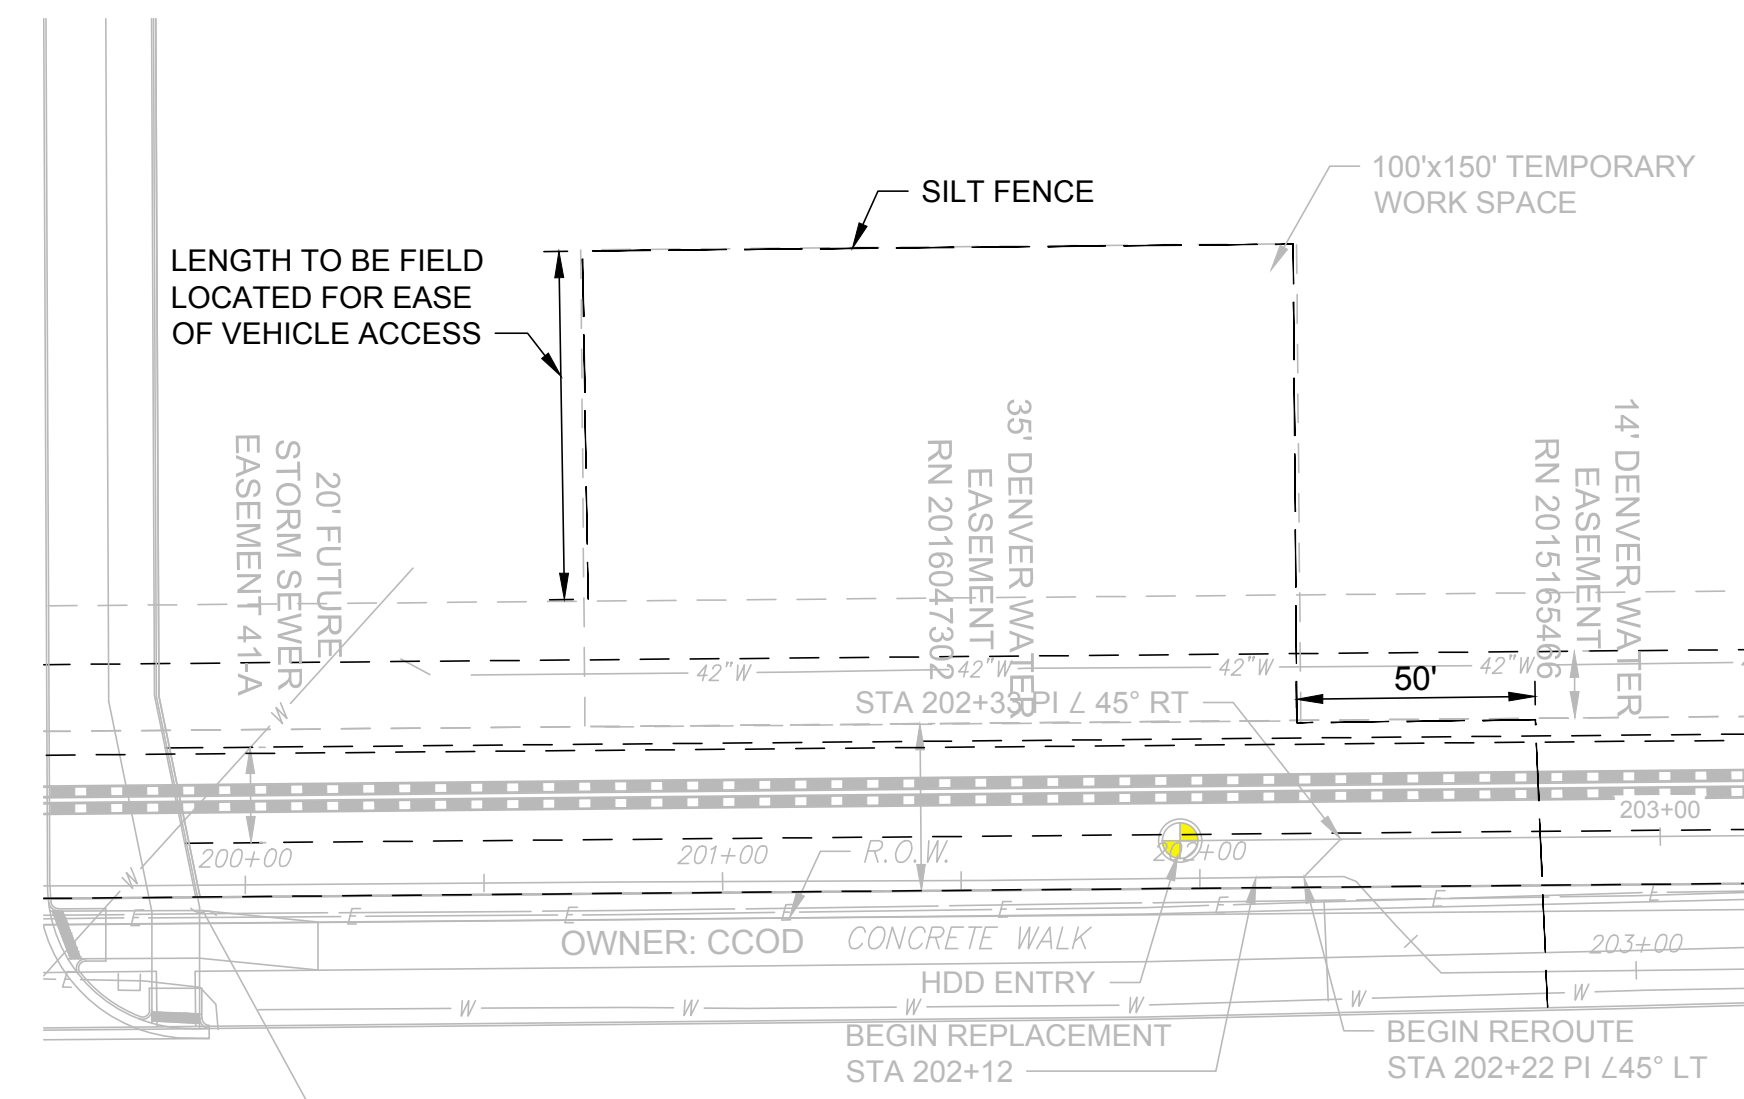 100'x150' TEMPORARY
WORK SPACE
SILT FENCE
LENGTH TO BE FIELD
LOCATED FOR EASE
OF VEHICLE ACCESS
20' FUTURE
STORM SEWER
EASEMENT 41-A
35' DENVER WATER
EASEMENT
RN 2016047302
14' DENVER WATER
EASEMENT
RN 2015165466
42"W
42"W
42"W
42"W
50'
STA 202+33 PI ∠ 45° RT
W
W
203+00
200+00
201+00
R.O.W.
202+00
E
E
E
E
E
E
E
E
OWNER: CCOD
CONCRETE WALK
203+00
HDD ENTRY
W
W
W
W
W
W
BEGIN REPLACEMENT
STA 202+12
BEGIN REROUTE
STA 202+22 PI ∠45° LT